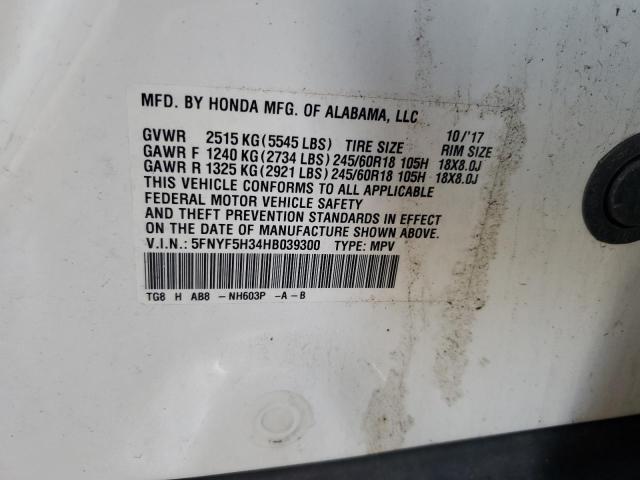 MFD. BY HONDA MFG. OF ALABAMA, LLC
10/'17
GVWR 2515 KG (5545 LBS) TIRE SIZE RIM SIZE
GAWR F 1240 KG (2734 LBS) 245/60R18 105H 18X8.0J
GAWR R 1325 KG (2921 LBS) 245/60R18 105H 18X8.0J
THIS VEHICLE CONFORMS TO ALL APPLICABLE
FEDERAL MOTOR VEHICLE SAFETY
AND THEFT PREVENTION STANDARDS IN EFFECT
ON THE DATE OF MANUFACTURE SHOWN ABOVE.
V.I.N.: 5FNYF5H34HB039300 TYPE: MPV
TG8 H AB8 - NH603P -A-B